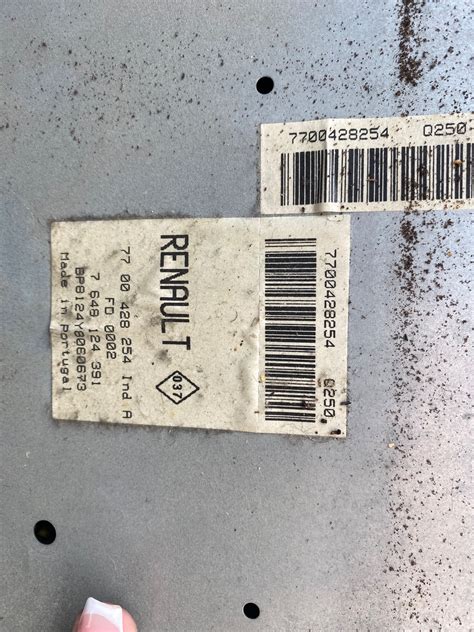 7700428254 Q250
RENAULT
037
77 00 428 254 Ind A
FD 0002
7 648 124 391
BP8124Y8060673
Made in Portugal
7700428254 Q250